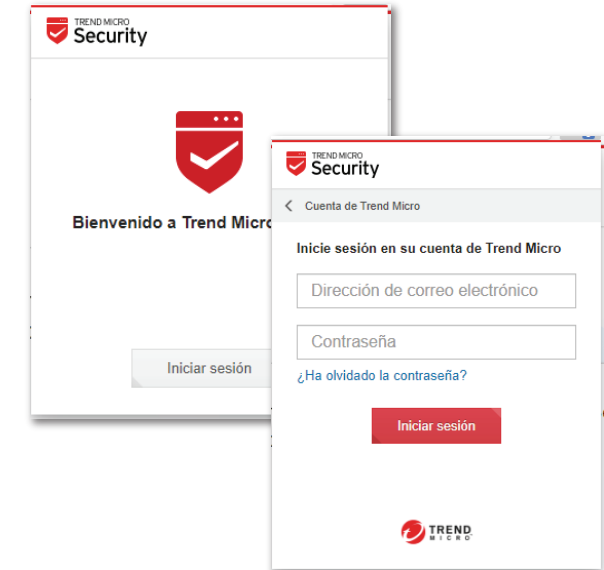 TREND MICRO
Security
Bienvenido a Trend Micro
Iniciar sesión
TREND MICRO
Security
Cuenta de Trend Micro
Inicie sesión en su cuenta de Trend Micro
Dirección de correo electrónico
Contraseña
¿Ha olvidado la contraseña?
Iniciar sesión
TREND
MICRO